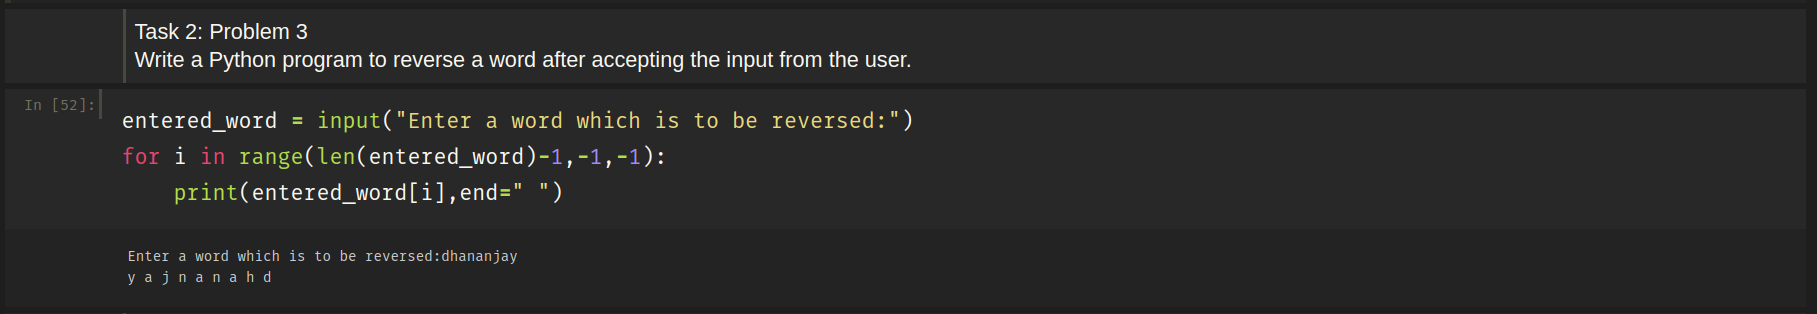 Task 2: Problem 3
Write a Python program to reverse a word after accepting the input from the user.
In [52]:
entered_word = input("Enter a word which is to be reversed:")
for i in range(len(entered_word)-1,-1,-1):
    print(entered_word[i],end=" ")
Enter a word which is to be reversed:dhananjay
y a j n a n a h d